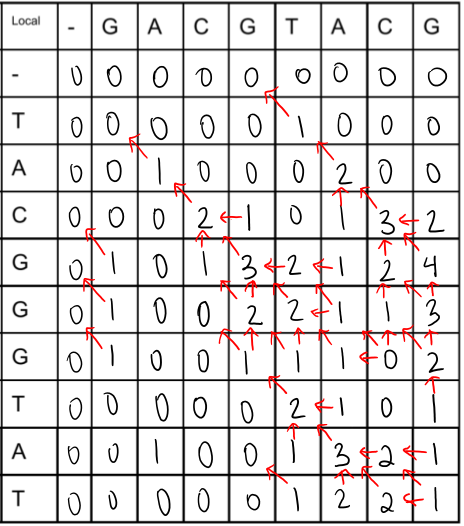 Local - G A C G T A C G
- 0 0 0 0 0 0 0 0 0
T 0 0 0 0 0 1 0 0 0
A 0 0 1 0 0 0 2 0 0
C 0 0 0 2 1 0 1 3 2
G 0 1 0 1 3 2 1 2 4
G 0 1 0 0 2 2 1 1 3
G 0 1 0 0 1 1 1 0 2
T 0 0 0 0 0 2 1 0 1
A 0 0 1 0 0 1 3 2 1
T 0 0 0 0 0 1 2 2 1